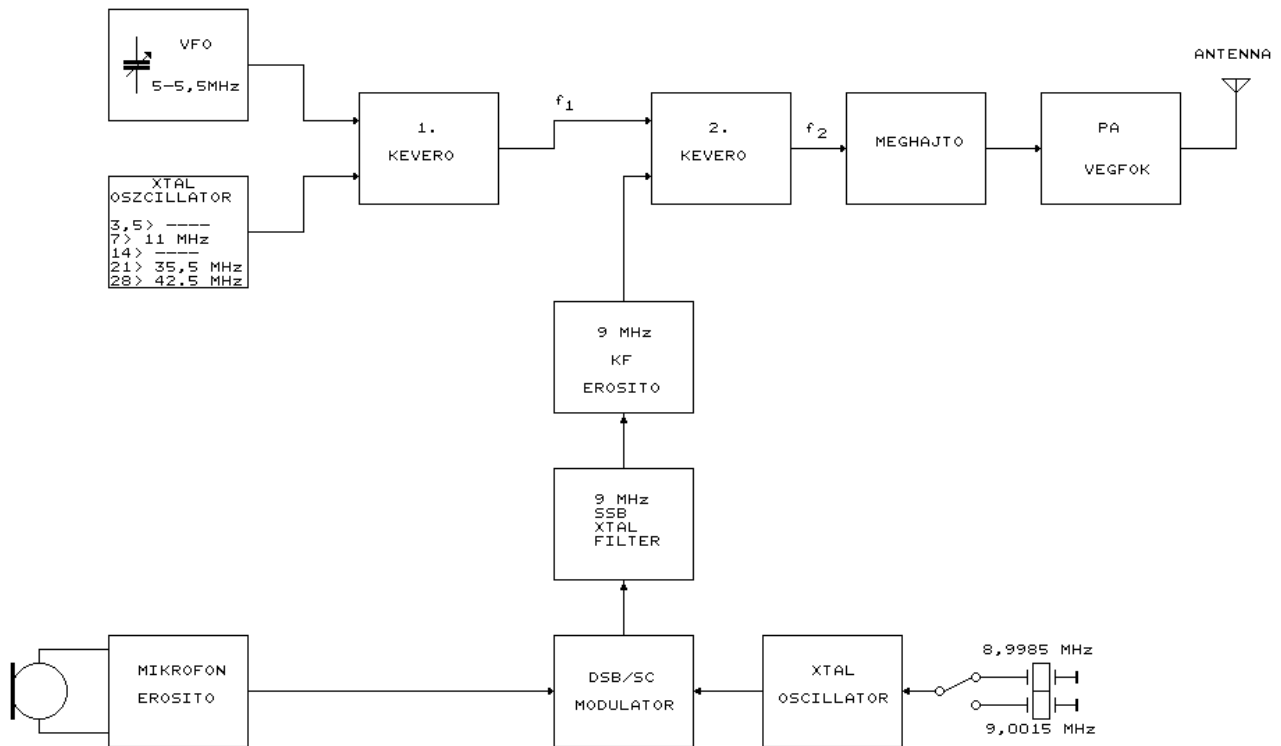 VFO
5-5,5MHz
XTAL
OSZCILLATOR
3,5> ----
7> 11 MHz
14> ----
21> 35,5 MHz
28> 42.5 MHz
1.
KEVERO
f1
2.
KEVERO
f2
MEGHAJTO
PA
VEGFOK
ANTENNA
9 MHz
KF
EROSITO
9 MHz
SSB
XTAL
FILTER
MIKROFON
EROSITO
DSB/SC
MODULATOR
XTAL
OSCILLATOR
8,9985 MHz
9,0015 MHz